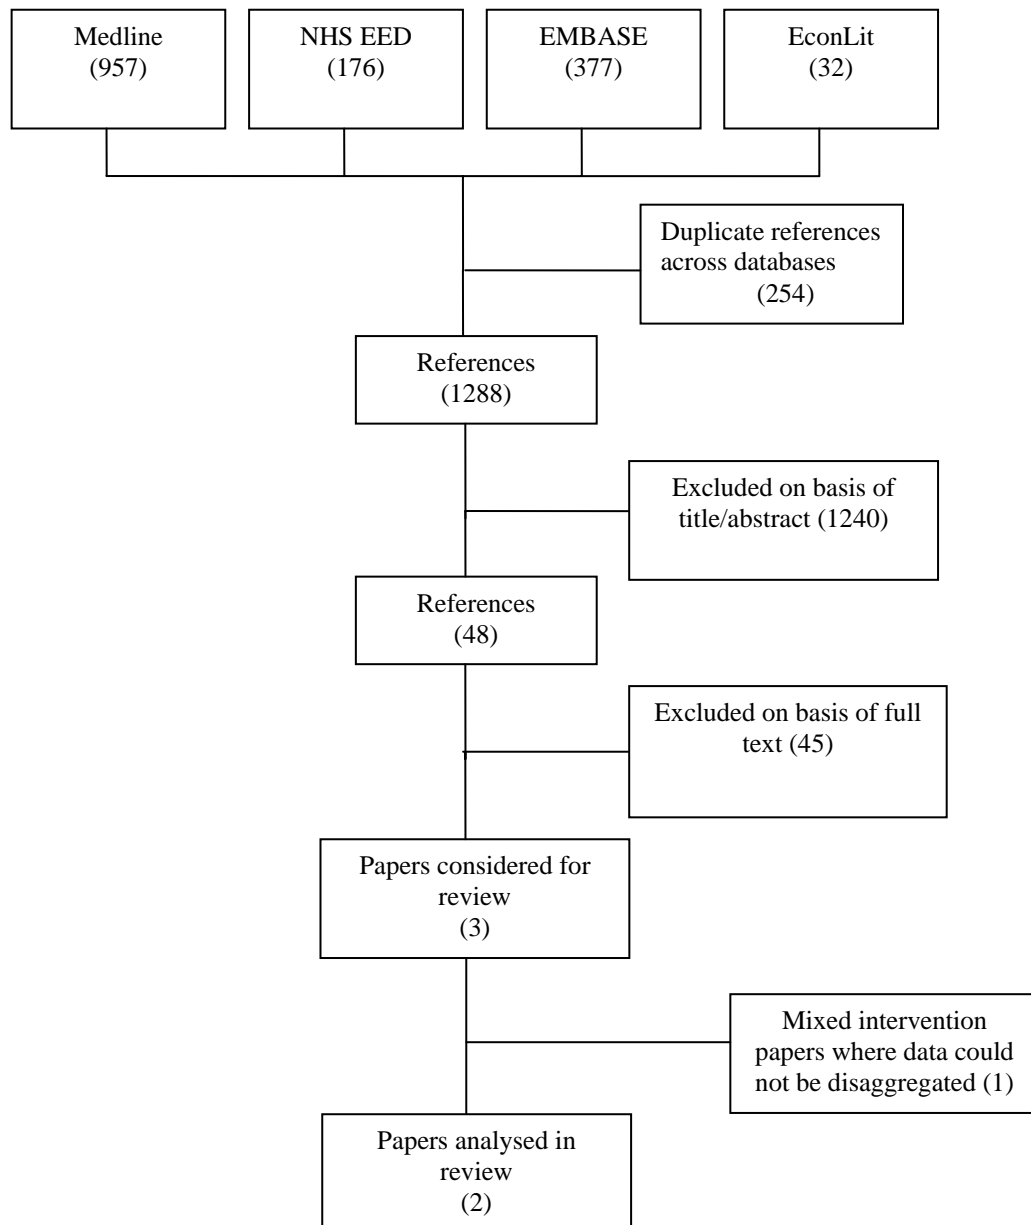 Medline
(957)
NHS EED
(176)
EMBASE
(377)
EconLit
(32)
Duplicate references
across databases
(254)
References
(1288)
Excluded on basis of
title/abstract (1240)
References
(48)
Excluded on basis of full
text (45)
Papers considered for
review
(3)
Mixed intervention
papers where data could
not be disaggregated (1)
Papers analysed in
review
(2)